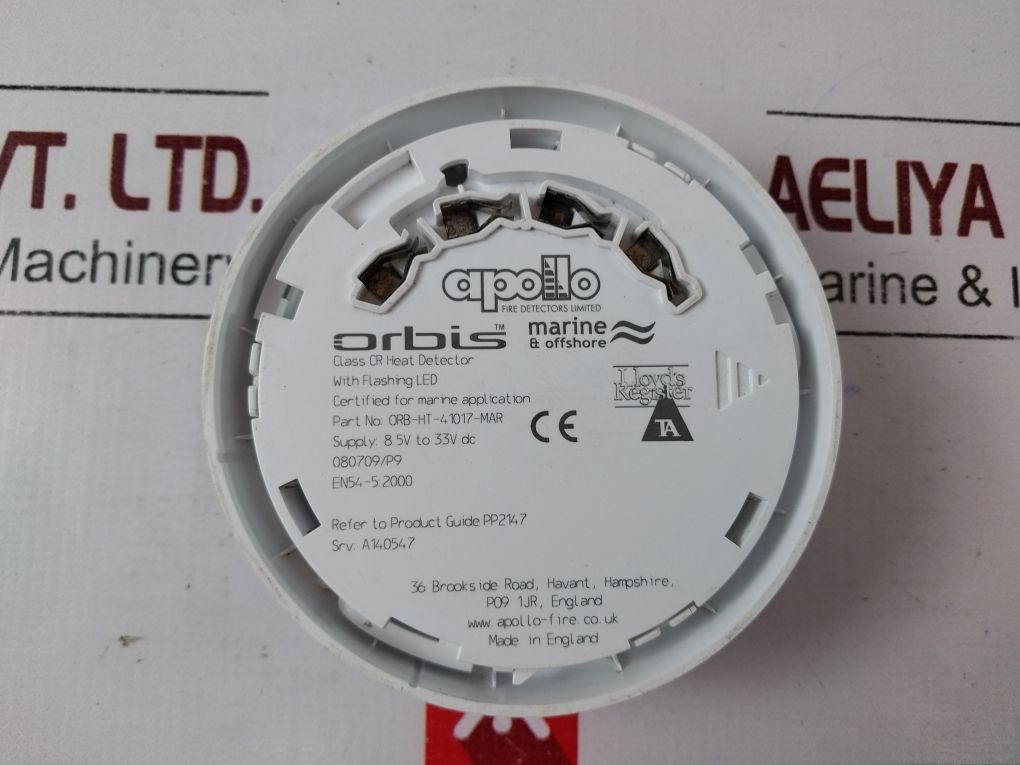 VT. LTD.
Machinery
AELIYA
arine & I
apollo
FIRE DETECTORS LIMITED
orbis™ marine & offshore
Class CR Heat Detector
With Flashing LED
Certified for marine application
Part No: ORB-HT-41017-MAR
Supply: 8.5V to 33V dc
080709/P9
EN54-5:2000
Lloyd's
Register
TA
CE
Refer to Product Guide PP2147
Srv: A140547
36 Brookside Road, Havant, Hampshire,
PO9 1JR, England
www.apollo-fire.co.uk
Made in England